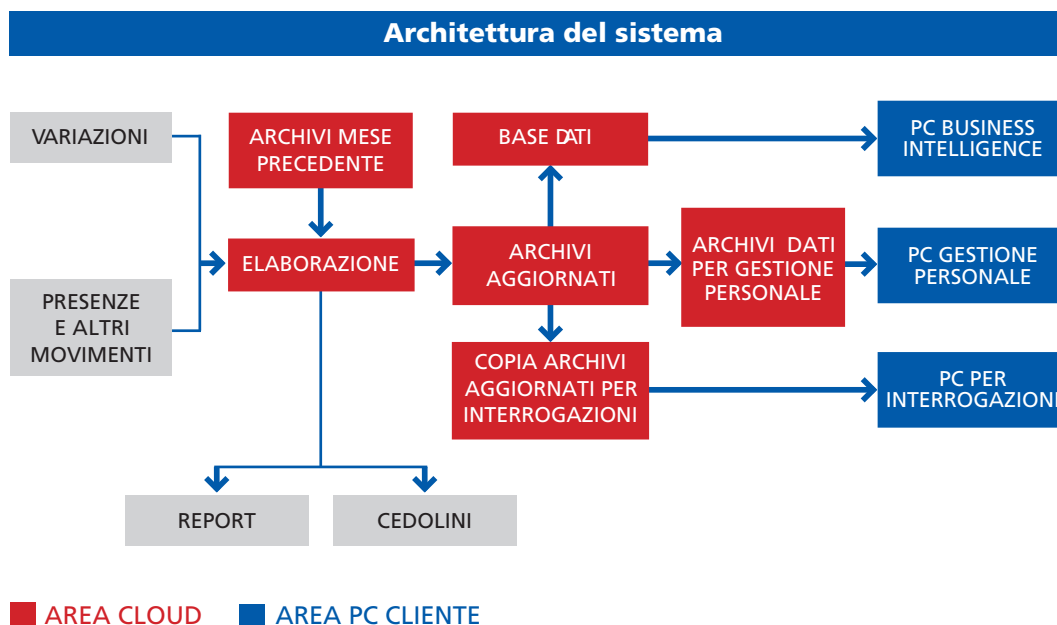 Architettura del sistema
VARIAZIONI
ARCHIVI MESE
PRECEDENTE
BASE DATI
PC BUSINESS
INTELLIGENCE
ELABORAZIONE
ARCHIVI
AGGIORNATI
ARCHIVI DATI
PER GESTIONE
PERSONALE
PC GESTIONE
PERSONALE
PRESENZE
E ALTRI
MOVIMENTI
COPIA ARCHIVI
AGGIORNATI PER
INTERROGAZIONI
PC PER
INTERROGAZIONI
REPORT
CEDOLINI
AREA CLOUD
AREA PC CLIENTE